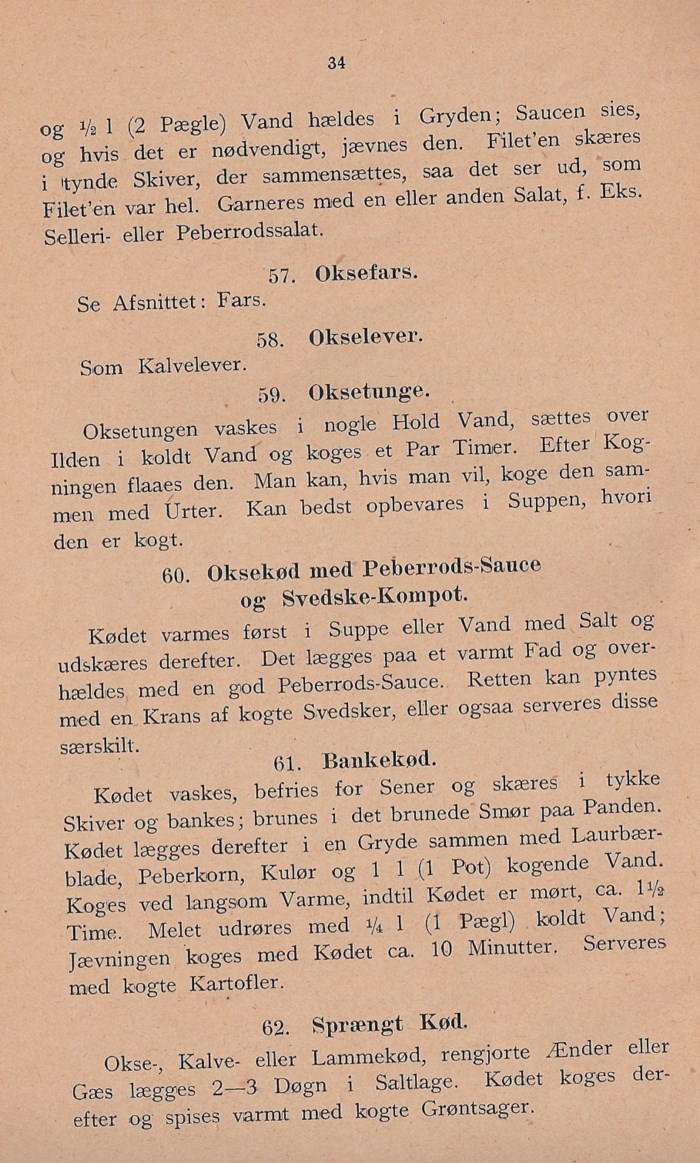 34
og ½ l (2 Pægle) Vand hældes i Gryden; Saucen sies,
og hvis det er nødvendigt, jævnes den. Filet'en skæres
i tynde Skiver, der sammensættes, saa det ser ud, som
Filet'en var hel. Garneres med en eller anden Salat, f. Eks.
Selleri- eller Peberrodssalat.
57. Oksefars.
Se Afsnittet: Fars.
58. Okselever.
Som Kalvelever.
59. Oksetunge.
Oksetungen vaskes i nogle Hold Vand, sættes over
Ilden i koldt Vand og koges et Par Timer. Efter Kog-
ningen flaaes den. Man kan, hvis man vil, koge den sam-
men med Urter. Kan bedst opbevares i Suppen, hvori
den er kogt.
60. Oksekød med Peberrods-Sauce
og Svedske-Kompot.
Kødet varmes først i Suppe eller Vand med Salt og
udskæres derefter. Det lægges paa et varmt Fad og over-
hældes med en god Peberrods-Sauce. Retten kan pyntes
med en Krans af kogte Svedsker, eller ogsaa serveres disse
særskilt.
61. Bankekød.
Kødet vaskes, befries for Sener og skæres i tykke
Skiver og bankes; brunes i det brunede Smør paa Panden.
Kødet lægges derefter i en Gryde sammen med Laurbær-
blade, Peberkorn, Kulør og 1 l (1 Pot) kogende Vand.
Koges ved langsom Varme, indtil Kødet er mørt, ca. 1½
Time. Melet udrøres med ¼ l (1 Pægl) koldt Vand;
Jævningen koges med Kødet ca. 10 Minutter. Serveres
med kogte Kartofler.
62. Sprængt Kød.
Okse-, Kalve- eller Lammekød, rengjorte Ænder eller
Gæs lægges 2—3 Døgn i Saltlage. Kødet koges der-
efter og spises varmt med kogte Grøntsager.